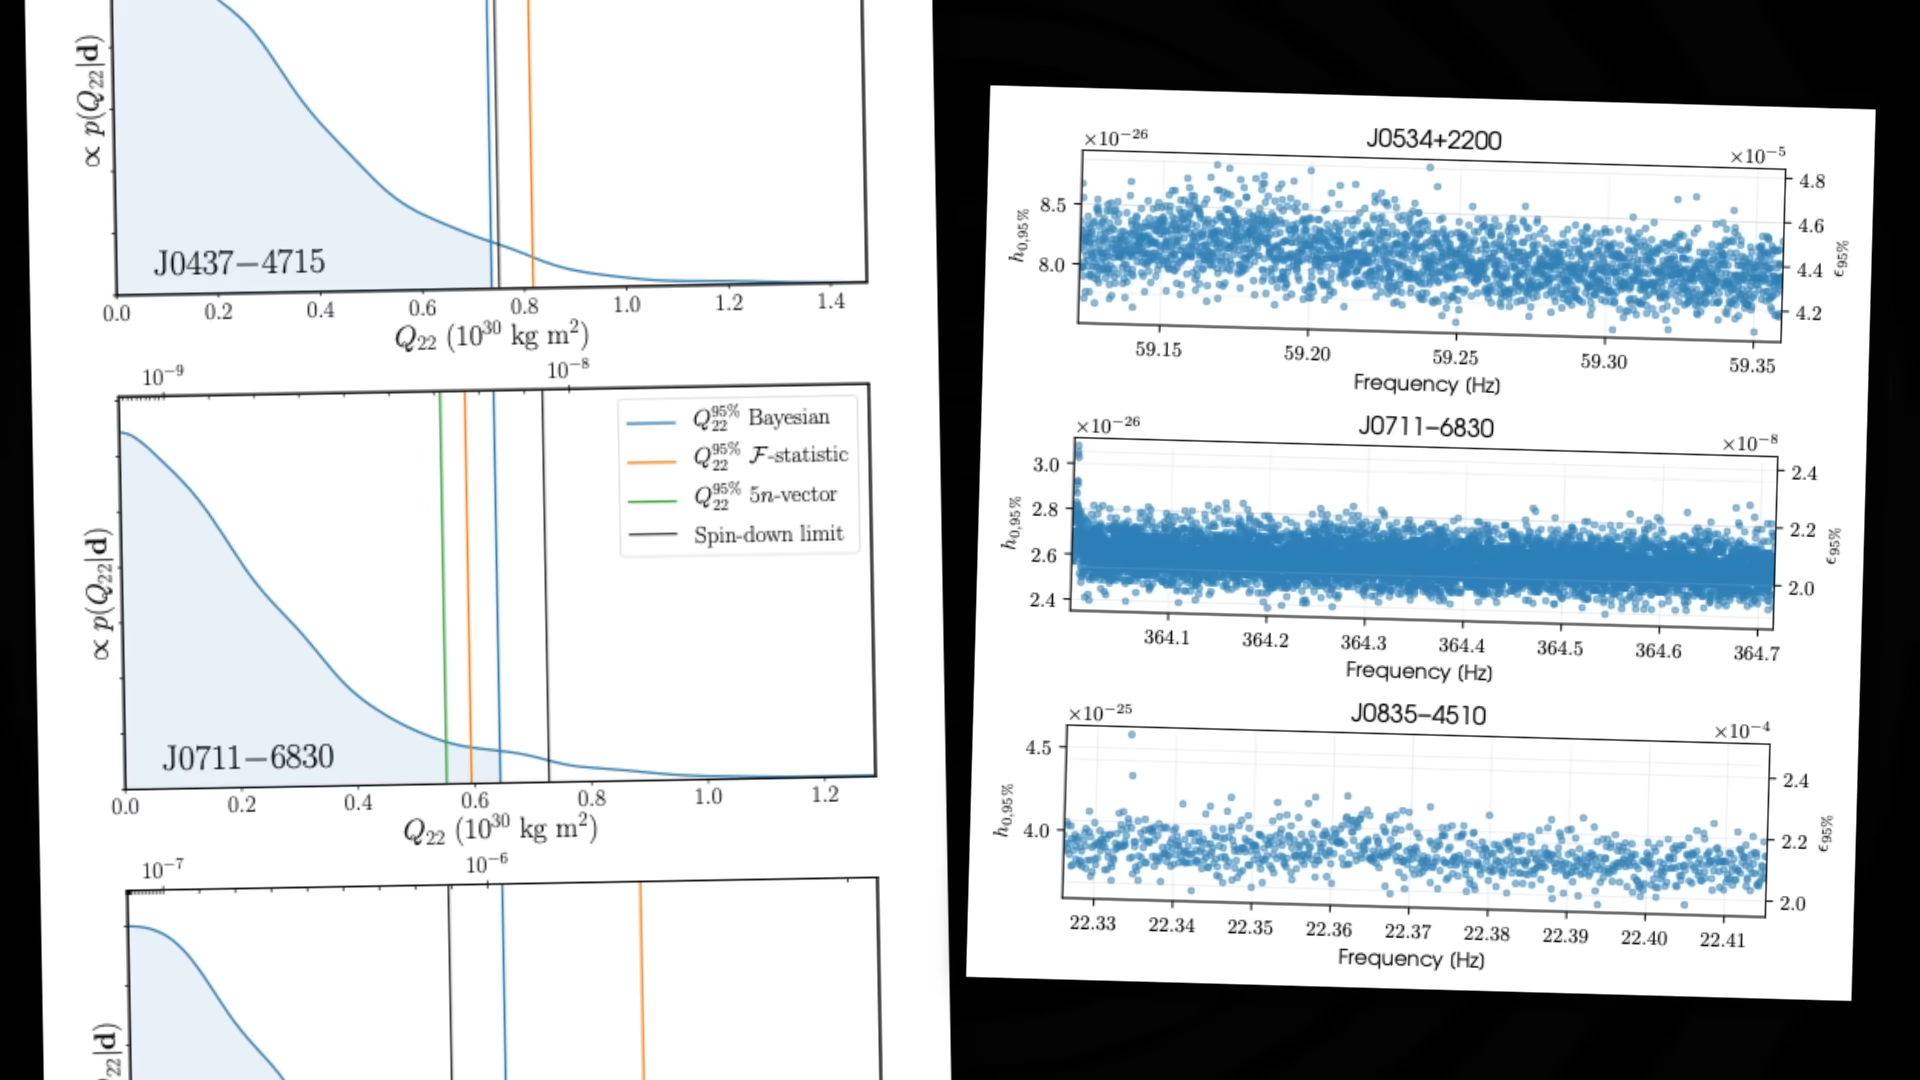 ∝ p(Q₂₂|d)
J0437−4715
0.0 0.2 0.4 0.6 0.8 1.0 1.2 1.4
Q₂₂ (10³⁰ kg m²)
10⁻⁹ 10⁻⁸
∝ p(Q₂₂|d)
Q₂₂^95% Bayesian
Q₂₂^95% ℱ-statistic
Q₂₂^95% 5n-vector
Spin-down limit
J0711−6830
0.0 0.2 0.4 0.6 0.8 1.0 1.2
Q₂₂ (10³⁰ kg m²)
10⁻⁷ 10⁻⁶
₂₂|d)
J0534+2200
×10⁻²⁶ ×10⁻⁵
8.5
8.0
h₀,₉₅%
4.8
4.6
4.4
4.2
ϵ₉₅%
59.15 59.20 59.25 59.30 59.35
Frequency (Hz)
J0711–6830
×10⁻²⁶ ×10⁻⁸
3.0
2.8
2.6
2.4
h₀,₉₅%
2.4
2.2
2.0
ϵ₉₅%
364.1 364.2 364.3 364.4 364.5 364.6 364.7
Frequency (Hz)
J0835–4510
×10⁻²⁵ ×10⁻⁴
4.5
4.0
h₀,₉₅%
2.4
2.2
2.0
ϵ₉₅%
22.33 22.34 22.35 22.36 22.37 22.38 22.39 22.40 22.41
Frequency (Hz)